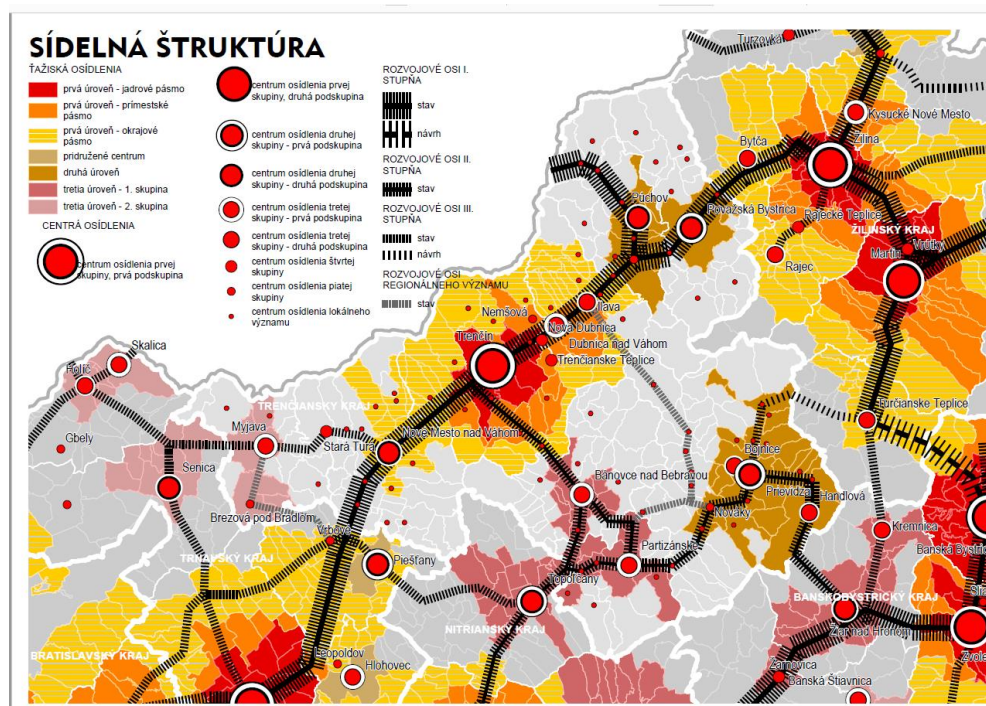 SÍDELNÁ ŠTRUKTÚRA
ŤAŽISKÁ OSÍDLENIA
prvá úroveň - jadrové pásmo
prvá úroveň - prímestské
pásmo
prvá úroveň - okrajové
pásmo
pridružené centrum
druhá úroveň
tretia úroveň - 1. skupina
tretia úroveň - 2. skupina
CENTRÁ OSÍDLENIA
centrum osídlenia prvej
skupiny, prvá podskupina
centrum osídlenia prvej
skupiny, druhá podskupina
centrum osídlenia druhej
skupiny - prvá podskupina
centrum osídlenia druhej
skupiny - druhá podskupina
centrum osídlenia tretej
skupiny - prvá podskupina
centrum osídlenia tretej
skupiny - druhá podskupina
centrum osídlenia štvrtej
skupiny
centrum osídlenia piatej
skupiny
centrum osídlenia lokálneho
významu
ROZVOJOVÉ OSI I.
STUPŇA
stav
návrh
ROZVOJOVÉ OSI II.
STUPŇA
stav
ROZVOJOVÉ OSI III.
STUPŇA
stav
návrh
ROZVOJOVÉ OSI
REGIONÁLNEHO VÝZNAMU
stav
Turzovka
Kysucké Nové Mesto
Žilina
Bytča
Púchov
Považská Bystrica
Rajecké Teplice
ŽILINSKÝ KRAJ
Vrútky
Martin
Rajec
Ilava
Nemšová
Nová Dubnica
Trenčín
Dubnica nad Váhom
Trenčianske Teplice
Skalica
Holíč
TRENČIANSKY KRAJ
Turčianske Teplice
Gbely
Myjava
Stará Turá
Nové Mesto nad Váhom
Bojnice
Senica
Bánovce nad Bebravou
Prievidza
Handlová
Brezová pod Bradlom
Nováky
Vrbové
Kremnica
Partizánske
Banská Bystric
TRNAVSKÝ KRAJ
Piešťany
Topoľčany
BANSKOBYSTRICKÝ KRAJ
Slia
NITRIANSKY KRAJ
Žiar nad Hronom
BRATISLAVSKÝ KRAJ
Leopoldov
Hlohovec
Zvole
Žarnovica
Banská Štiavnica